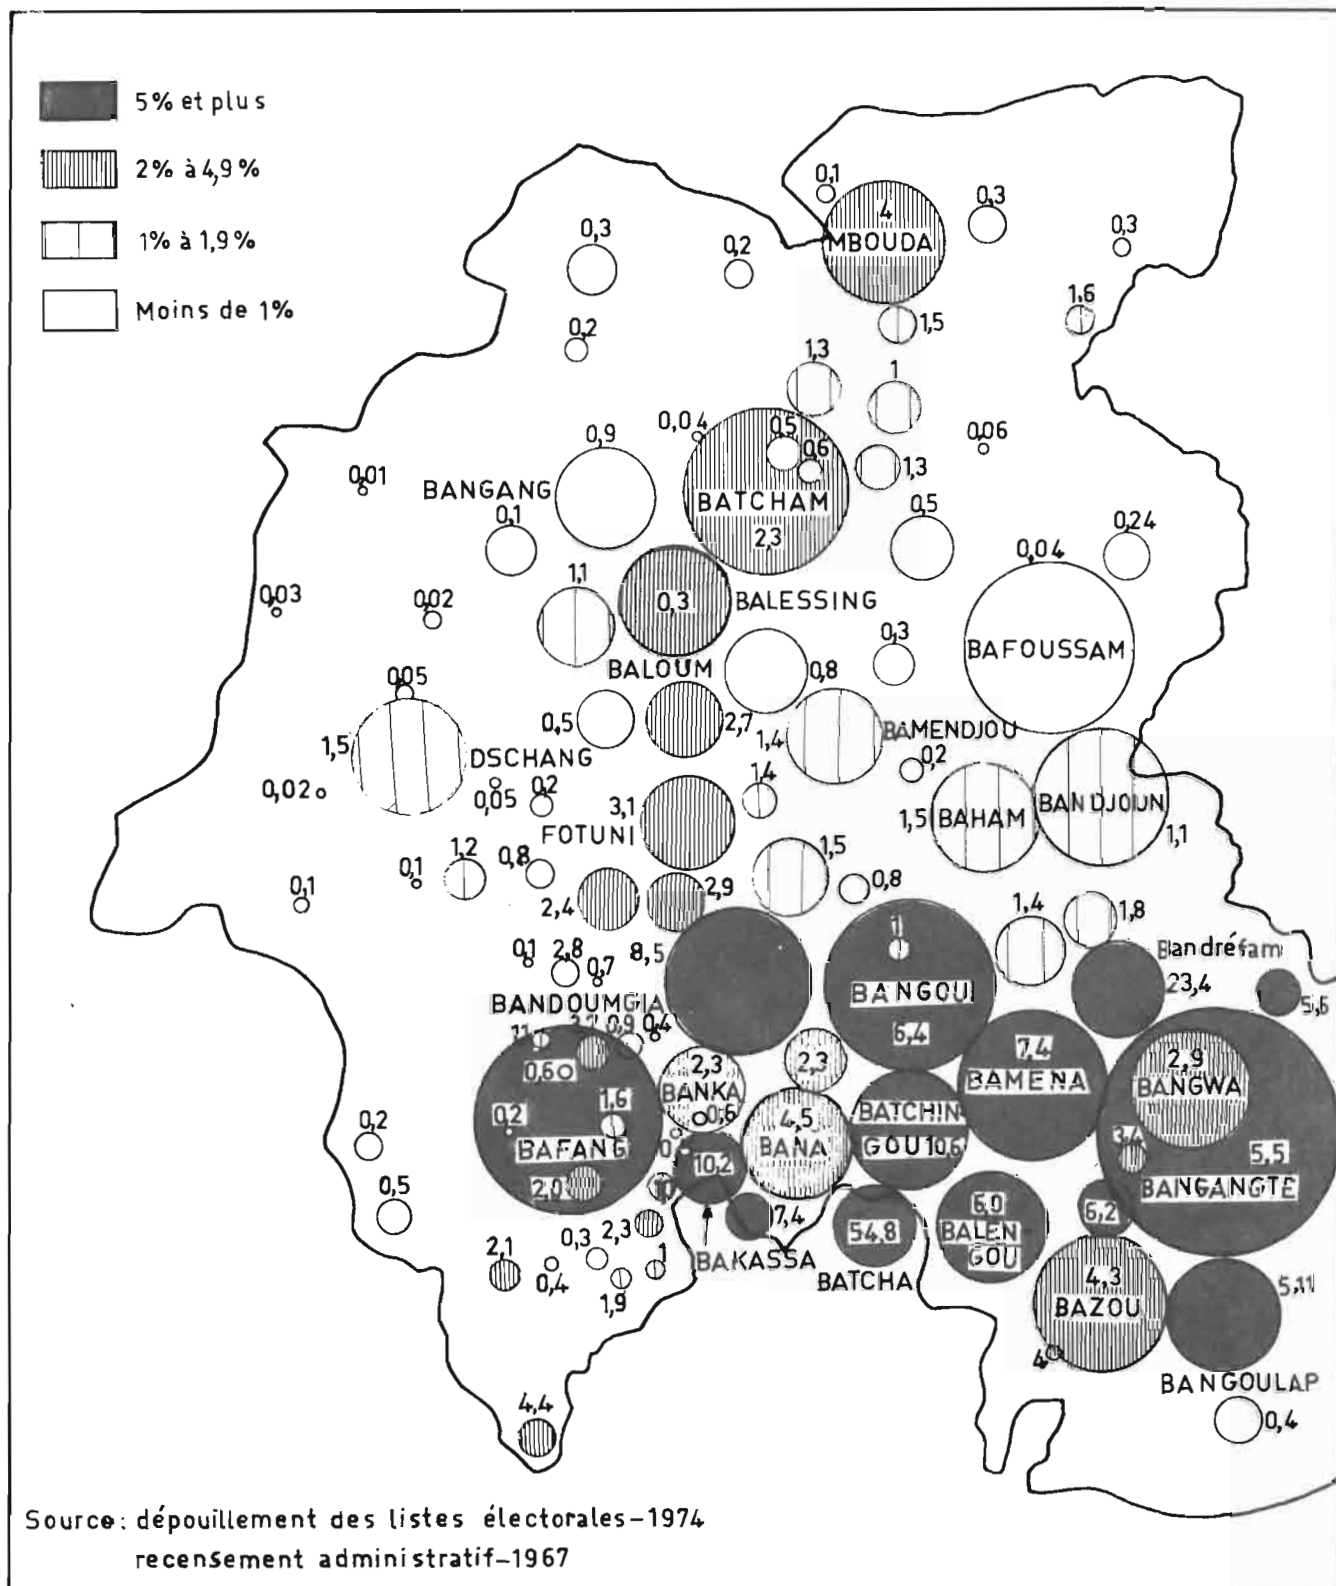 5% et plus
2% à 4,9%
1% à 1,9%
Moins de 1%
0,1
4
MBOUDA
0,3
0,3
0,3
0,2
1,6
1,5
0,2
1,3
1
0,04
0,5
0,6
0,9
0,06
1,3
0,01
BANGANG
BATCHAM
2,3
0,1
0,5
0,24
0,04
1,1
0,03
0,02
0,3
BALESSING
BAFOUSSAM
0,3
BALOUM
0,8
0,05
0,5
2,7
1,4
BAMENDJOU
1,5
DSCHANG
0,2
0,02
0,05
0,2
3,1
1,4
FOTUNI
1,5
BAHAM
BANDJOUN
1,1
0,1
0,1
1,2
0,8
2,4
2,9
1,5
0,8
1,4
1,8
0,1
2,8
0,7
8,5
1
Bandréfam
23,4
BANDOUMGIA
BANGOU
5,6
0,9
0,4
6,4
0,6
2,3
BANKA
0,6
2,3
7,4
BAMENA
2,9
BANGWA
0,2
1,6
BAFANG
2,0
4,5
BANA
BATCHIN
GOU
10,6
3,4
5,5
BANGANGTE
0,2
0,5
10,2
7,4
54,8
6,0
BALEN
GOU
6,2
2,1
0,4
0,3
2,3
1,9
1
BAKASSA
BATCHA
4,3
BAZOU
5,11
4
BANGOULAP
0,4
4,4
Source: dépouillement des listes électorales-1974
recensement administratif-1967